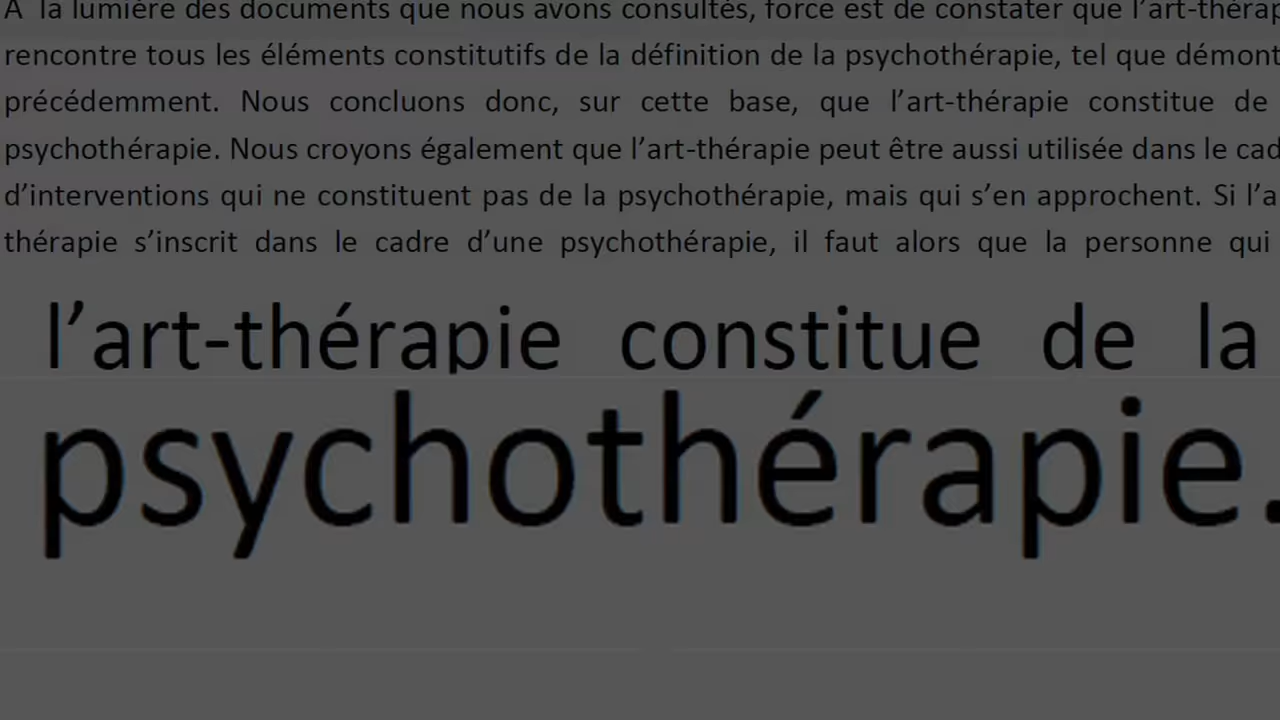 À la lumière des documents que nous avons consultés, force est de constater que l’art-thérap
rencontre tous les éléments constitutifs de la définition de la psychothérapie, tel que démont
précédemment. Nous concluons donc, sur cette base, que l’art-thérapie constitue de
psychothérapie. Nous croyons également que l’art-thérapie peut être aussi utilisée dans le cad
d’interventions qui ne constituent pas de la psychothérapie, mais qui s’en approchent. Si l’a
thérapie s’inscrit dans le cadre d’une psychothérapie, il faut alors que la personne qui
l’art-thérapie constitue de la
psychothérapie.